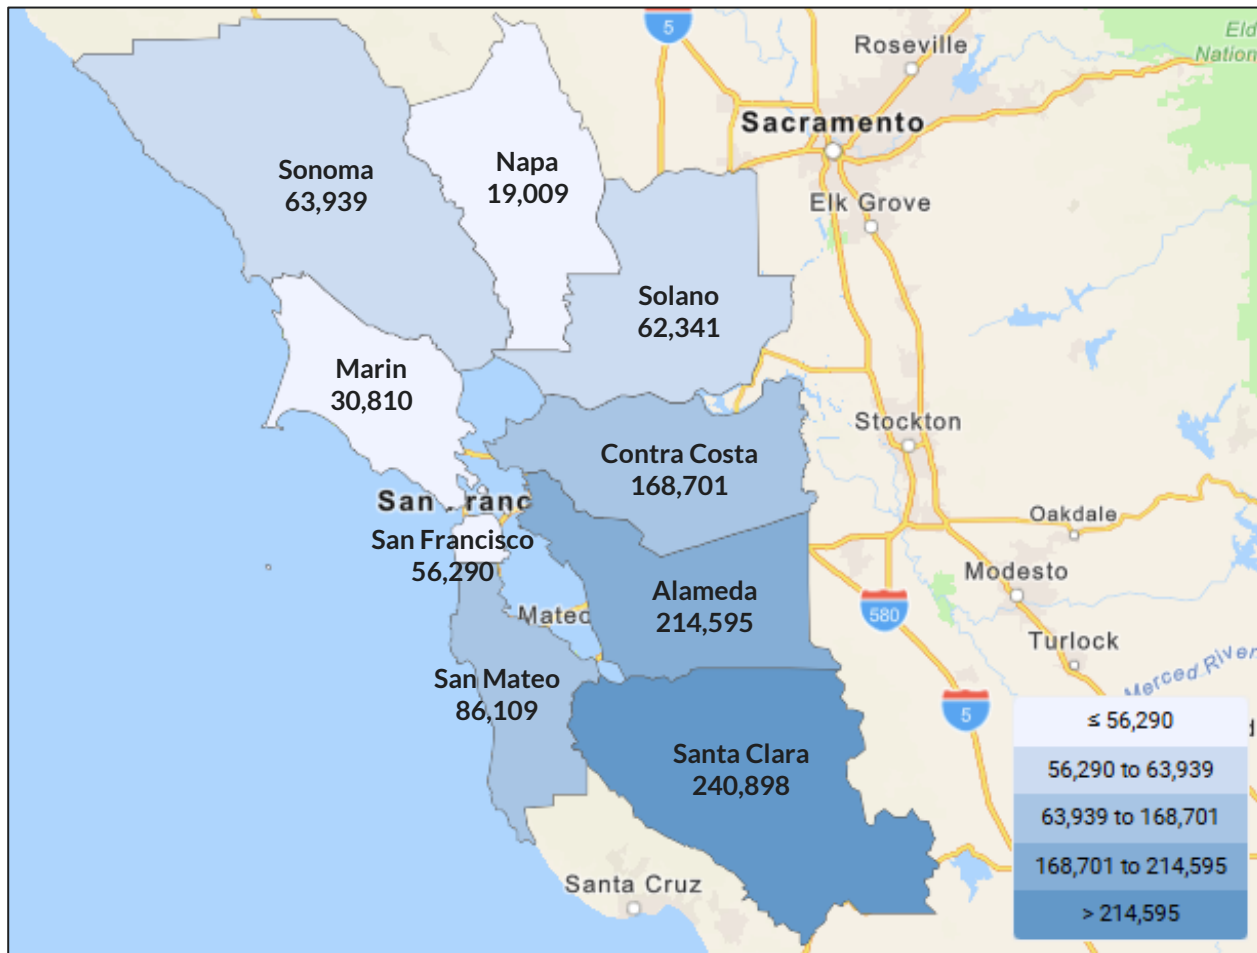 5
Roseville
Eld
Nation
Sacramento
Elk Grove
Sonoma
63,939
Napa
19,009
Solano
62,341
Marin
30,810
Stockton
Contra Costa
168,701
San Franc
San Francisco
56,290
Oakdale
Modesto
Alameda
214,595
580
Mateo
Turlock
Merced River
San Mateo
86,109
5
Santa Clara
240,898
Santa Cruz
≤ 56,290
56,290 to 63,939
63,939 to 168,701
168,701 to 214,595
> 214,595